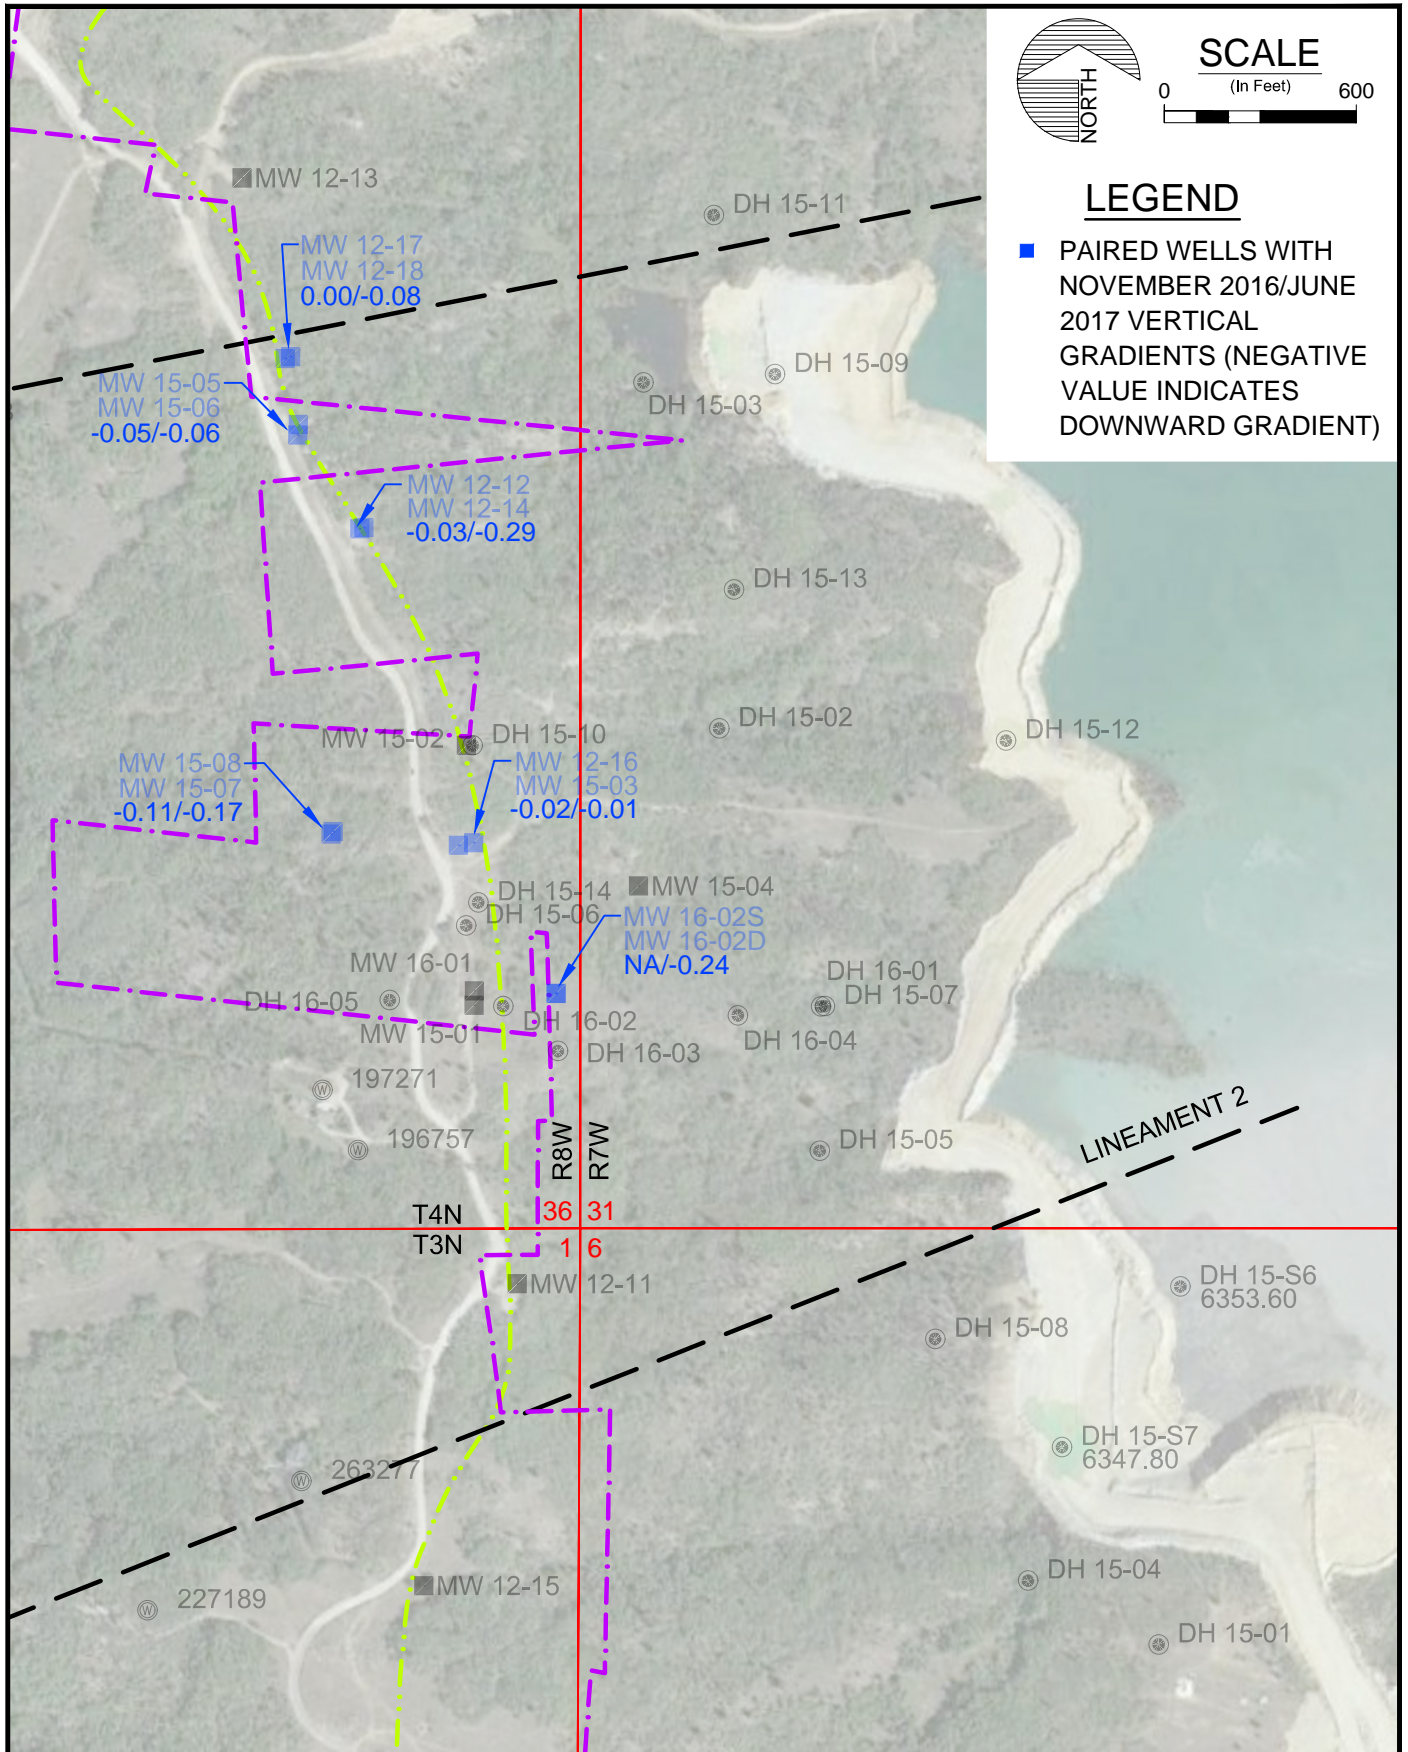 SCALE
(In Feet)
0 600
NORTH
LEGEND
PAIRED WELLS WITH
NOVEMBER 2016/JUNE
2017 VERTICAL
GRADIENTS (NEGATIVE
VALUE INDICATES
DOWNWARD GRADIENT)
MW 12-13
DH 15-11
MW 12-17
MW 12-18
0.00/-0.08
DH 15-09
DH 15-03
MW 15-05
MW 15-06
-0.05/-0.06
MW 12-12
MW 12-14
-0.03/-0.29
DH 15-13
DH 15-02
DH 15-12
MW 15-02
DH 15-10
MW 15-08
MW 15-07
-0.11/-0.17
MW 12-16
MW 15-03
-0.02/-0.01
DH 15-14
DH 15-06
MW 15-04
MW 16-02S
MW 16-02D
NA/-0.24
MW 16-01
DH 16-05
MW 15-01
DH 16-02
DH 16-03
DH 16-01
DH 15-07
DH 16-04
W 197271
W 196757
DH 15-05
LINEAMENT 2
R8W
R7W
T4N
36 31
T3N
1 6
MW 12-11
DH 15-S6
6353.60
DH 15-08
DH 15-S7
6347.80
W 263277
MW 12-15
W 227189
DH 15-04
DH 15-01